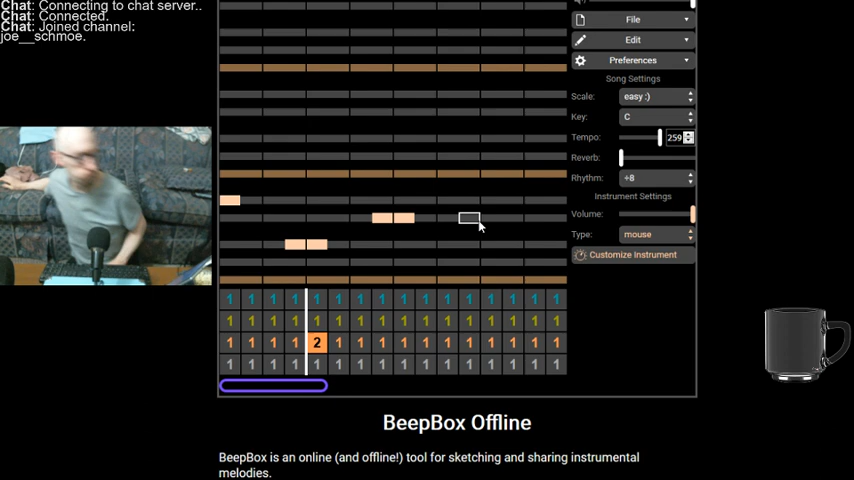 Chat: Connecting to chat server..
Chat: Connected.
Chat: Joined channel:
joe__schmoe.
File
Edit
Preferences
Song Settings
Scale: easy :)
Key: C
Tempo: 259
Reverb:
Rhythm: ÷8
Instrument Settings
Volume:
Type: mouse
Customize Instrument
1 1 1 1 1 1 1 1 1 1 1 1 1 1 1 1
1 1 1 1 1 1 1 1 1 1 1 1 1 1 1 1
1 1 1 1 2 1 1 1 1 1 1 1 1 1 1 1
1 1 1 1 1 1 1 1 1 1 1 1 1 1 1 1
BeepBox Offline
BeepBox is an online (and offline!) tool for sketching and sharing instrumental
melodies.